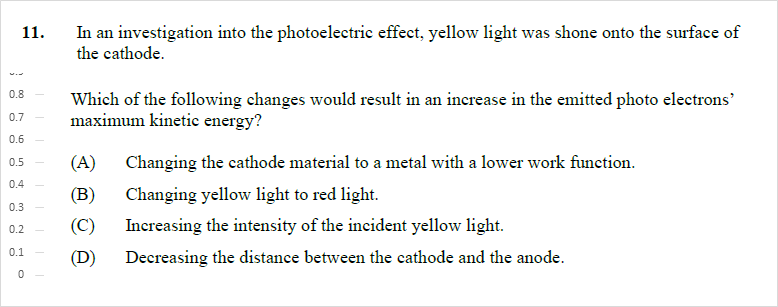 11. In an investigation into the photoelectric effect, yellow light was shone onto the surface of
the cathode.
0.8
Which of the following changes would result in an increase in the emitted photo electrons’
0.7
maximum kinetic energy?
0.6
0.5
(A) Changing the cathode material to a metal with a lower work function.
0.4
(B) Changing yellow light to red light.
0.3
0.2
(C) Increasing the intensity of the incident yellow light.
0.1
(D) Decreasing the distance between the cathode and the anode.
0